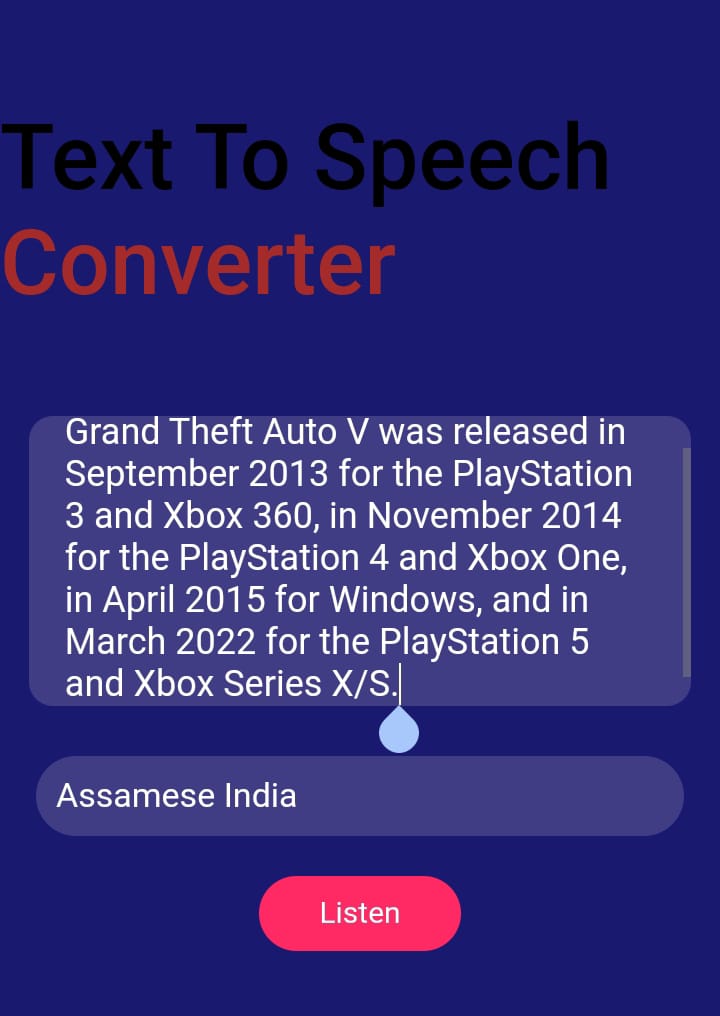 Text To Speech
Converter
Grand Theft Auto V was released in
September 2013 for the PlayStation
3 and Xbox 360, in November 2014
for the PlayStation 4 and Xbox One,
in April 2015 for Windows, and in
March 2022 for the PlayStation 5
and Xbox Series X/S.
Assamese India
Listen